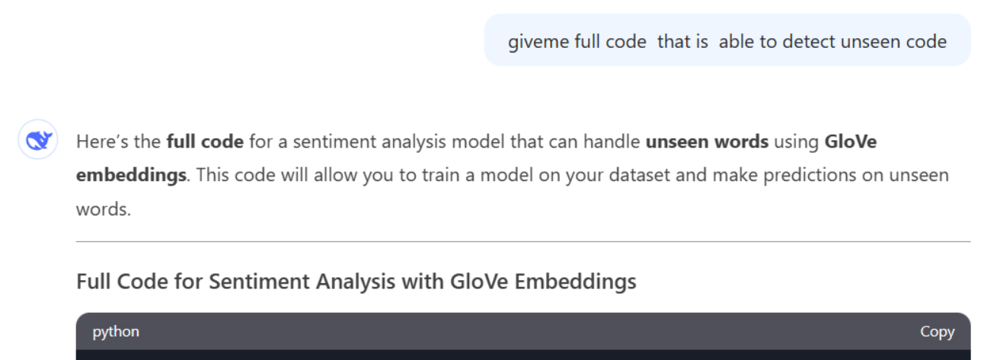 giveme full code  that is  able to detect unseen code
Here’s the full code for a sentiment analysis model that can handle unseen words using GloVe
embeddings. This code will allow you to train a model on your dataset and make predictions on unseen
words.
Full Code for Sentiment Analysis with GloVe Embeddings
python Copy